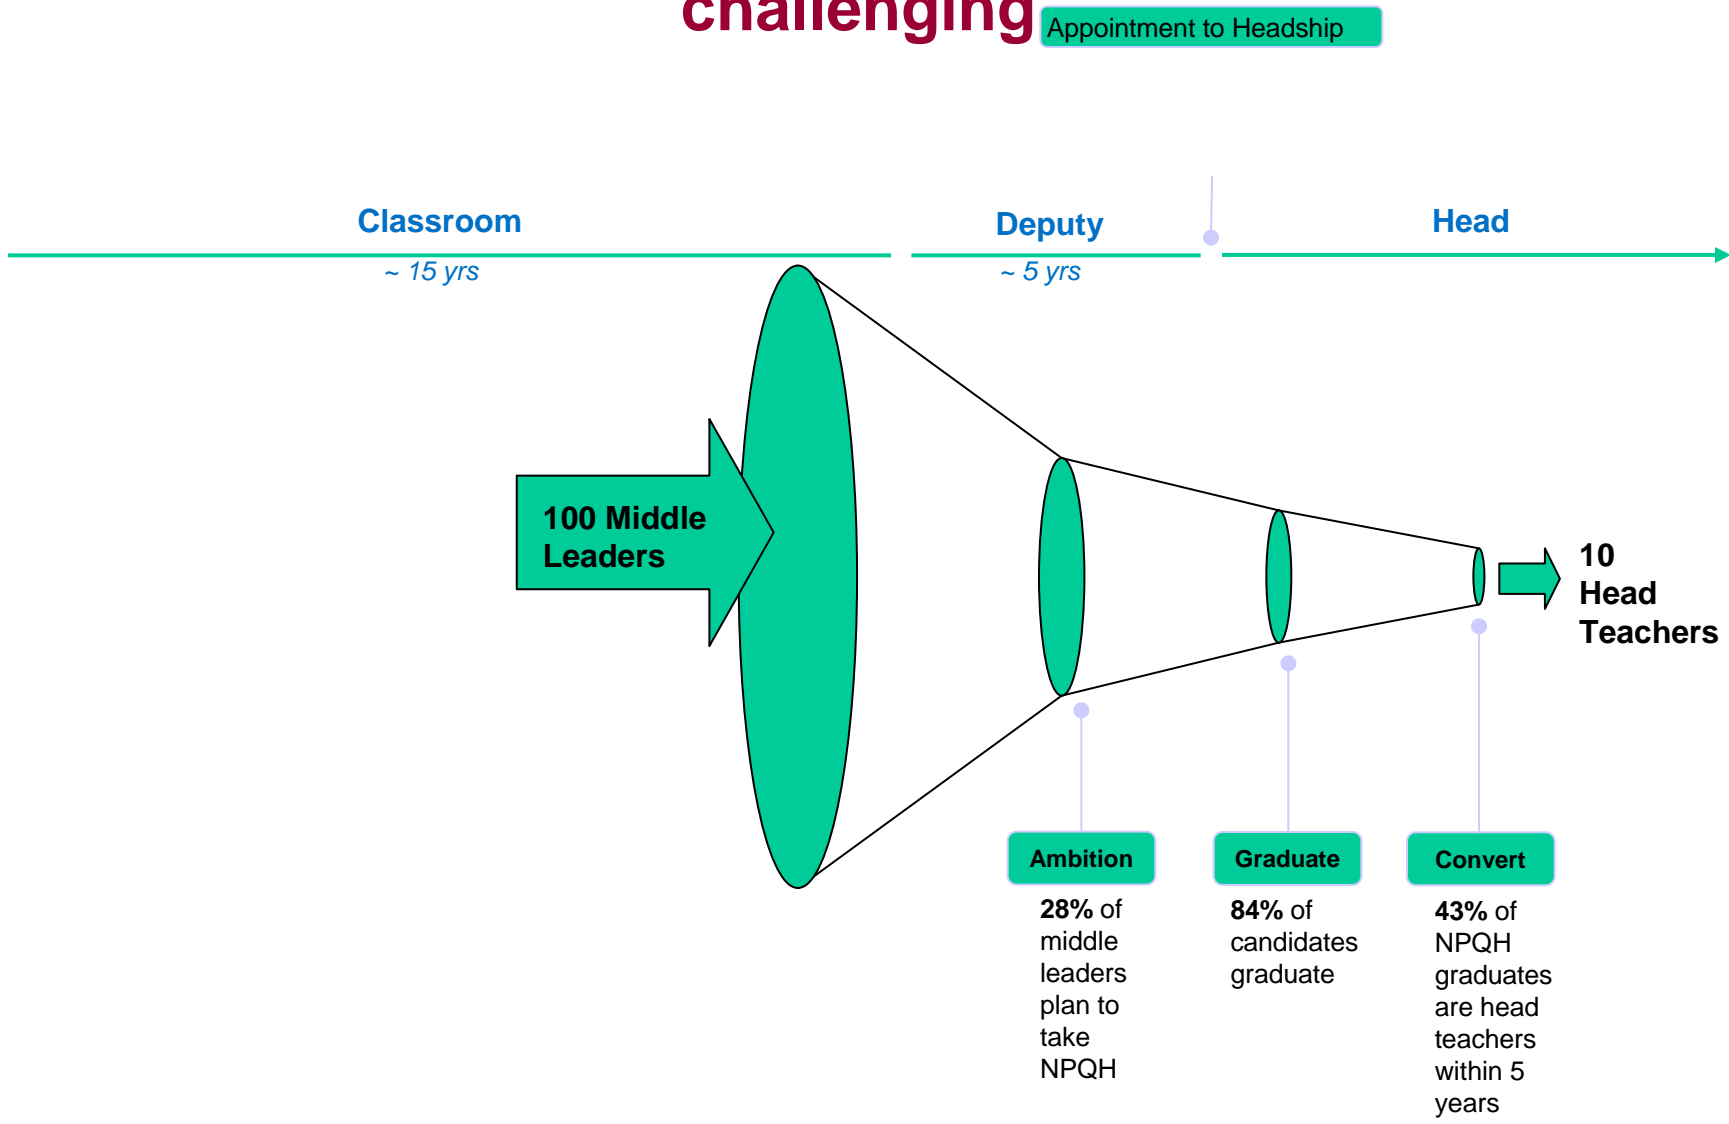 challenging
Appointment to Headship
Classroom
Deputy
Head
~ 15 yrs
~ 5 yrs
100 Middle
Leaders
10
Head
Teachers
Ambition
28% of
middle
leaders
plan to
take
NPQH
Graduate
84% of
candidates
graduate
Convert
43% of
NPQH
graduates
are head
teachers
within 5
years